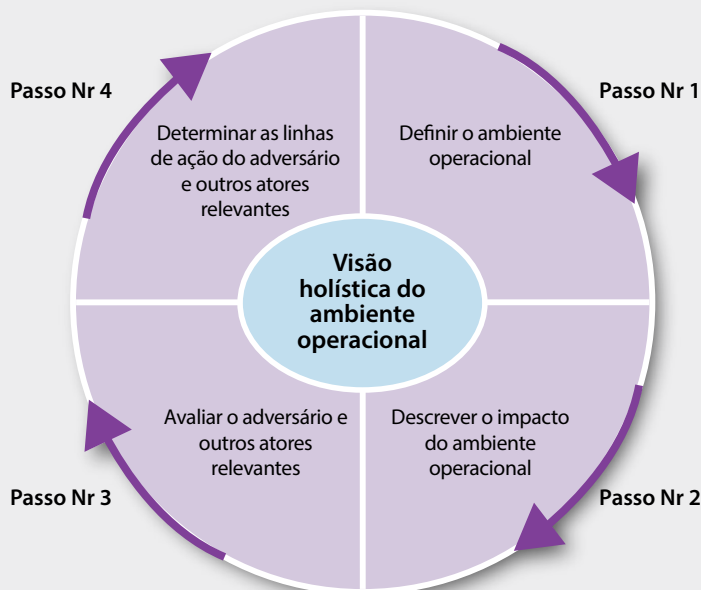 Passo Nr 1
Definir o ambiente
operacional
Passo Nr 2
Descrever o impacto
do ambiente
operacional
Passo Nr 3
Avaliar o adversário e
outros atores
relevantes
Passo Nr 4
Determinar as linhas
de ação do adversário
e outros atores
relevantes
Visão
holística do
ambiente
operacional